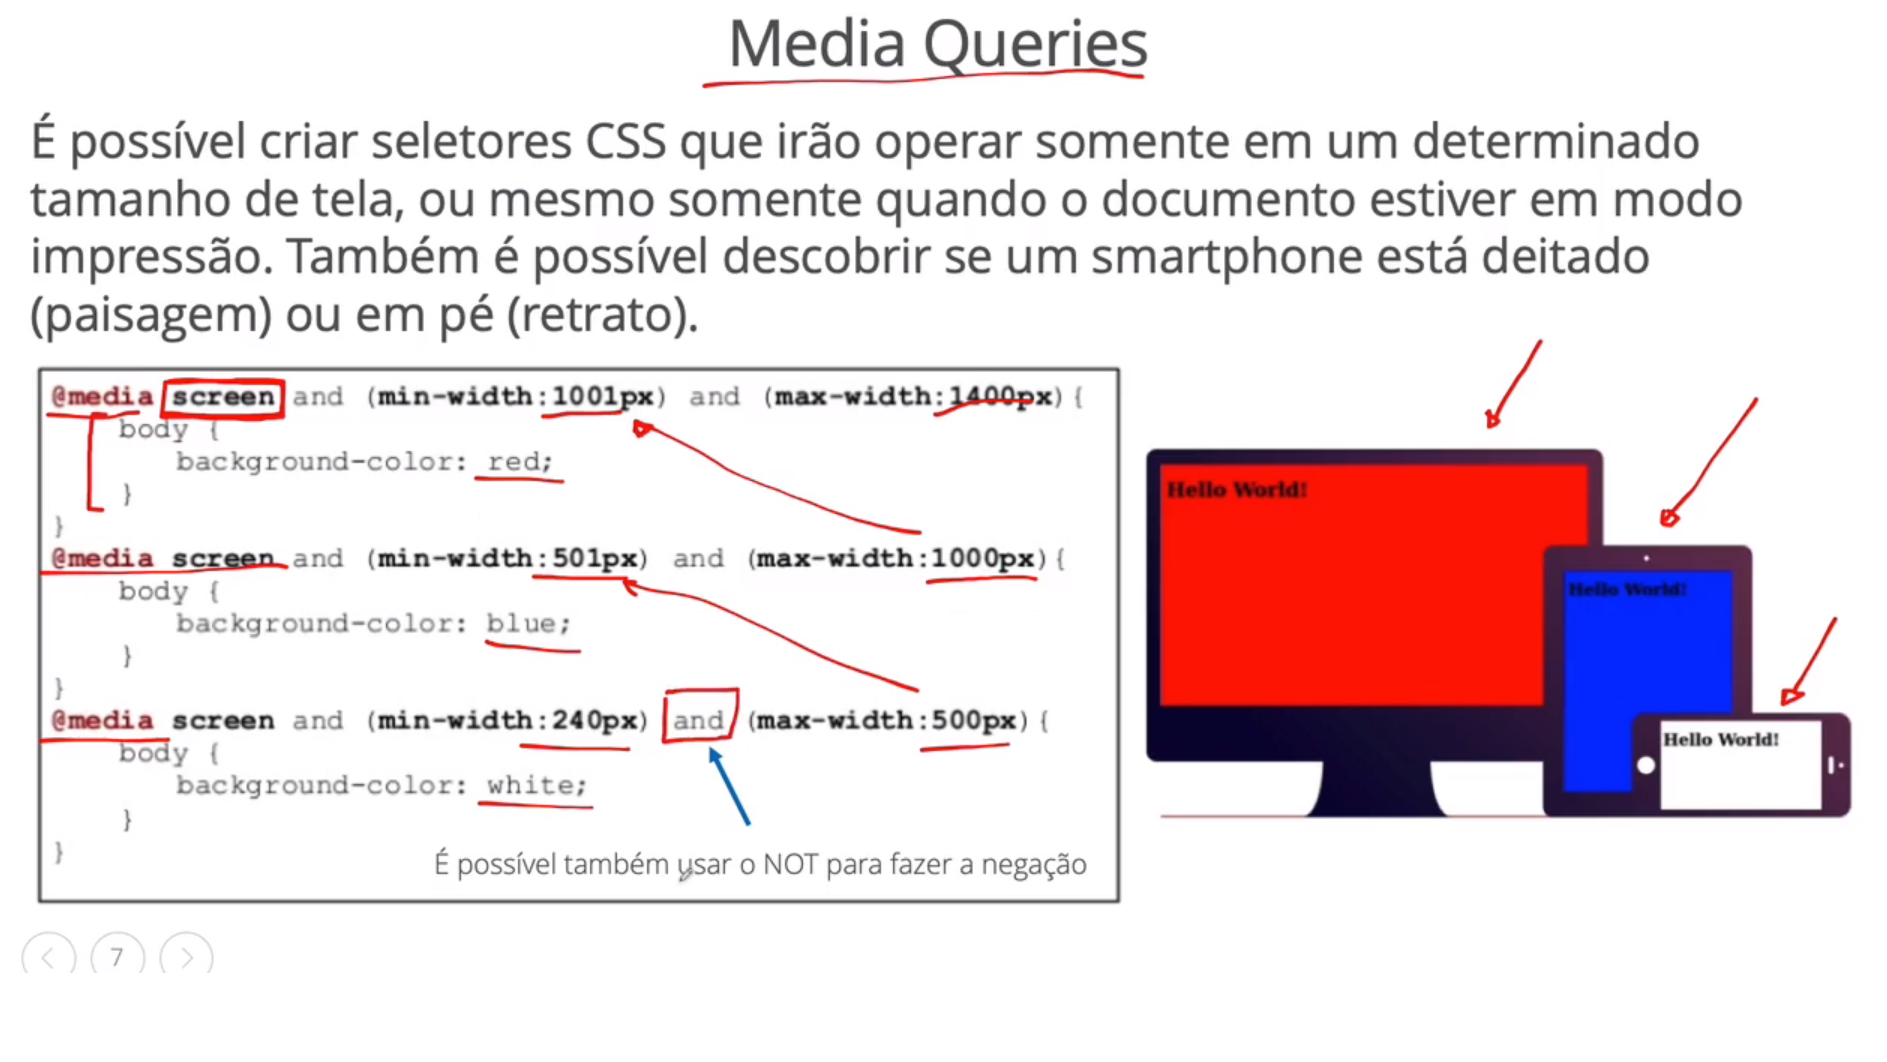 Media Queries
É possível criar seletores CSS que irão operar somente em um determinado
tamanho de tela, ou mesmo somente quando o documento estiver em modo
impressão. Também é possível descobrir se um smartphone está deitado
(paisagem) ou em pé (retrato).
@media screen and (min-width:1001px) and (max-width:1400px){
body {
background-color: red;
}
}
@media screen and (min-width:501px) and (max-width:1000px){
body {
background-color: blue;
}
}
@media screen and (min-width:240px) and (max-width:500px){
body {
background-color: white;
}
}
É possível também usar o NOT para fazer a negação
Hello World!
Hello World!
Hello World!
7